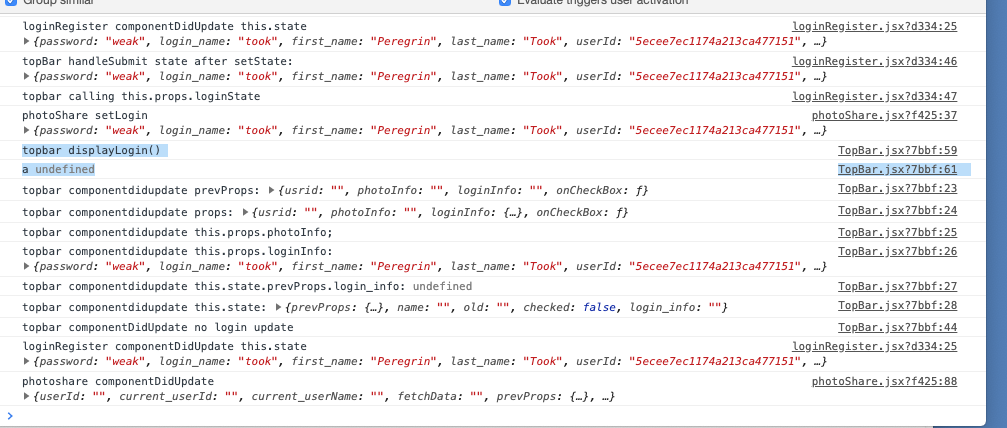 Group similar Evaluate triggers user activation
loginRegister componentDidUpdate this.state loginRegister.jsx?d334:25
▶{password: "weak", login_name: "took", first_name: "Peregrin", last_name: "Took", userId: "5ecee7ec1174a213ca477151", …}
topBar handleSubmit state after setState: loginRegister.jsx?d334:46
▶{password: "weak", login_name: "took", first_name: "Peregrin", last_name: "Took", userId: "5ecee7ec1174a213ca477151", …}
topbar calling this.props.loginState loginRegister.jsx?d334:47
photoShare setLogin photoShare.jsx?f425:37
▶{password: "weak", login_name: "took", first_name: "Peregrin", last_name: "Took", userId: "5ecee7ec1174a213ca477151", …}
topbar displayLogin() TopBar.jsx?7bbf:59
a undefined TopBar.jsx?7bbf:61
topbar componentdidupdate prevProps: ▶{usrid: "", photoInfo: "", loginInfo: "", onCheckBox: ƒ} TopBar.jsx?7bbf:23
topbar componentdidupdate props: ▶{usrid: "", photoInfo: "", loginInfo: {…}, onCheckBox: ƒ} TopBar.jsx?7bbf:24
topbar componentdidupdate this.props.photoInfo; TopBar.jsx?7bbf:25
topbar componentdidupdate this.props.loginInfo: TopBar.jsx?7bbf:26
▶{password: "weak", login_name: "took", first_name: "Peregrin", last_name: "Took", userId: "5ecee7ec1174a213ca477151", …}
topbar componentdidupdate this.state.prevProps.login_info: undefined TopBar.jsx?7bbf:27
topbar componentdidupdate this.state: ▶{prevProps: {…}, name: "", old: "", checked: false, login_info: ""} TopBar.jsx?7bbf:28
topbar componentDidUpdate no login update TopBar.jsx?7bbf:44
loginRegister componentDidUpdate this.state loginRegister.jsx?d334:25
▶{password: "weak", login_name: "took", first_name: "Peregrin", last_name: "Took", userId: "5ecee7ec1174a213ca477151", …}
photoshare componentDidUpdate photoShare.jsx?f425:88
▶{userId: "", current_userId: "", current_userName: "", fetchData: "", prevProps: {…}, …}